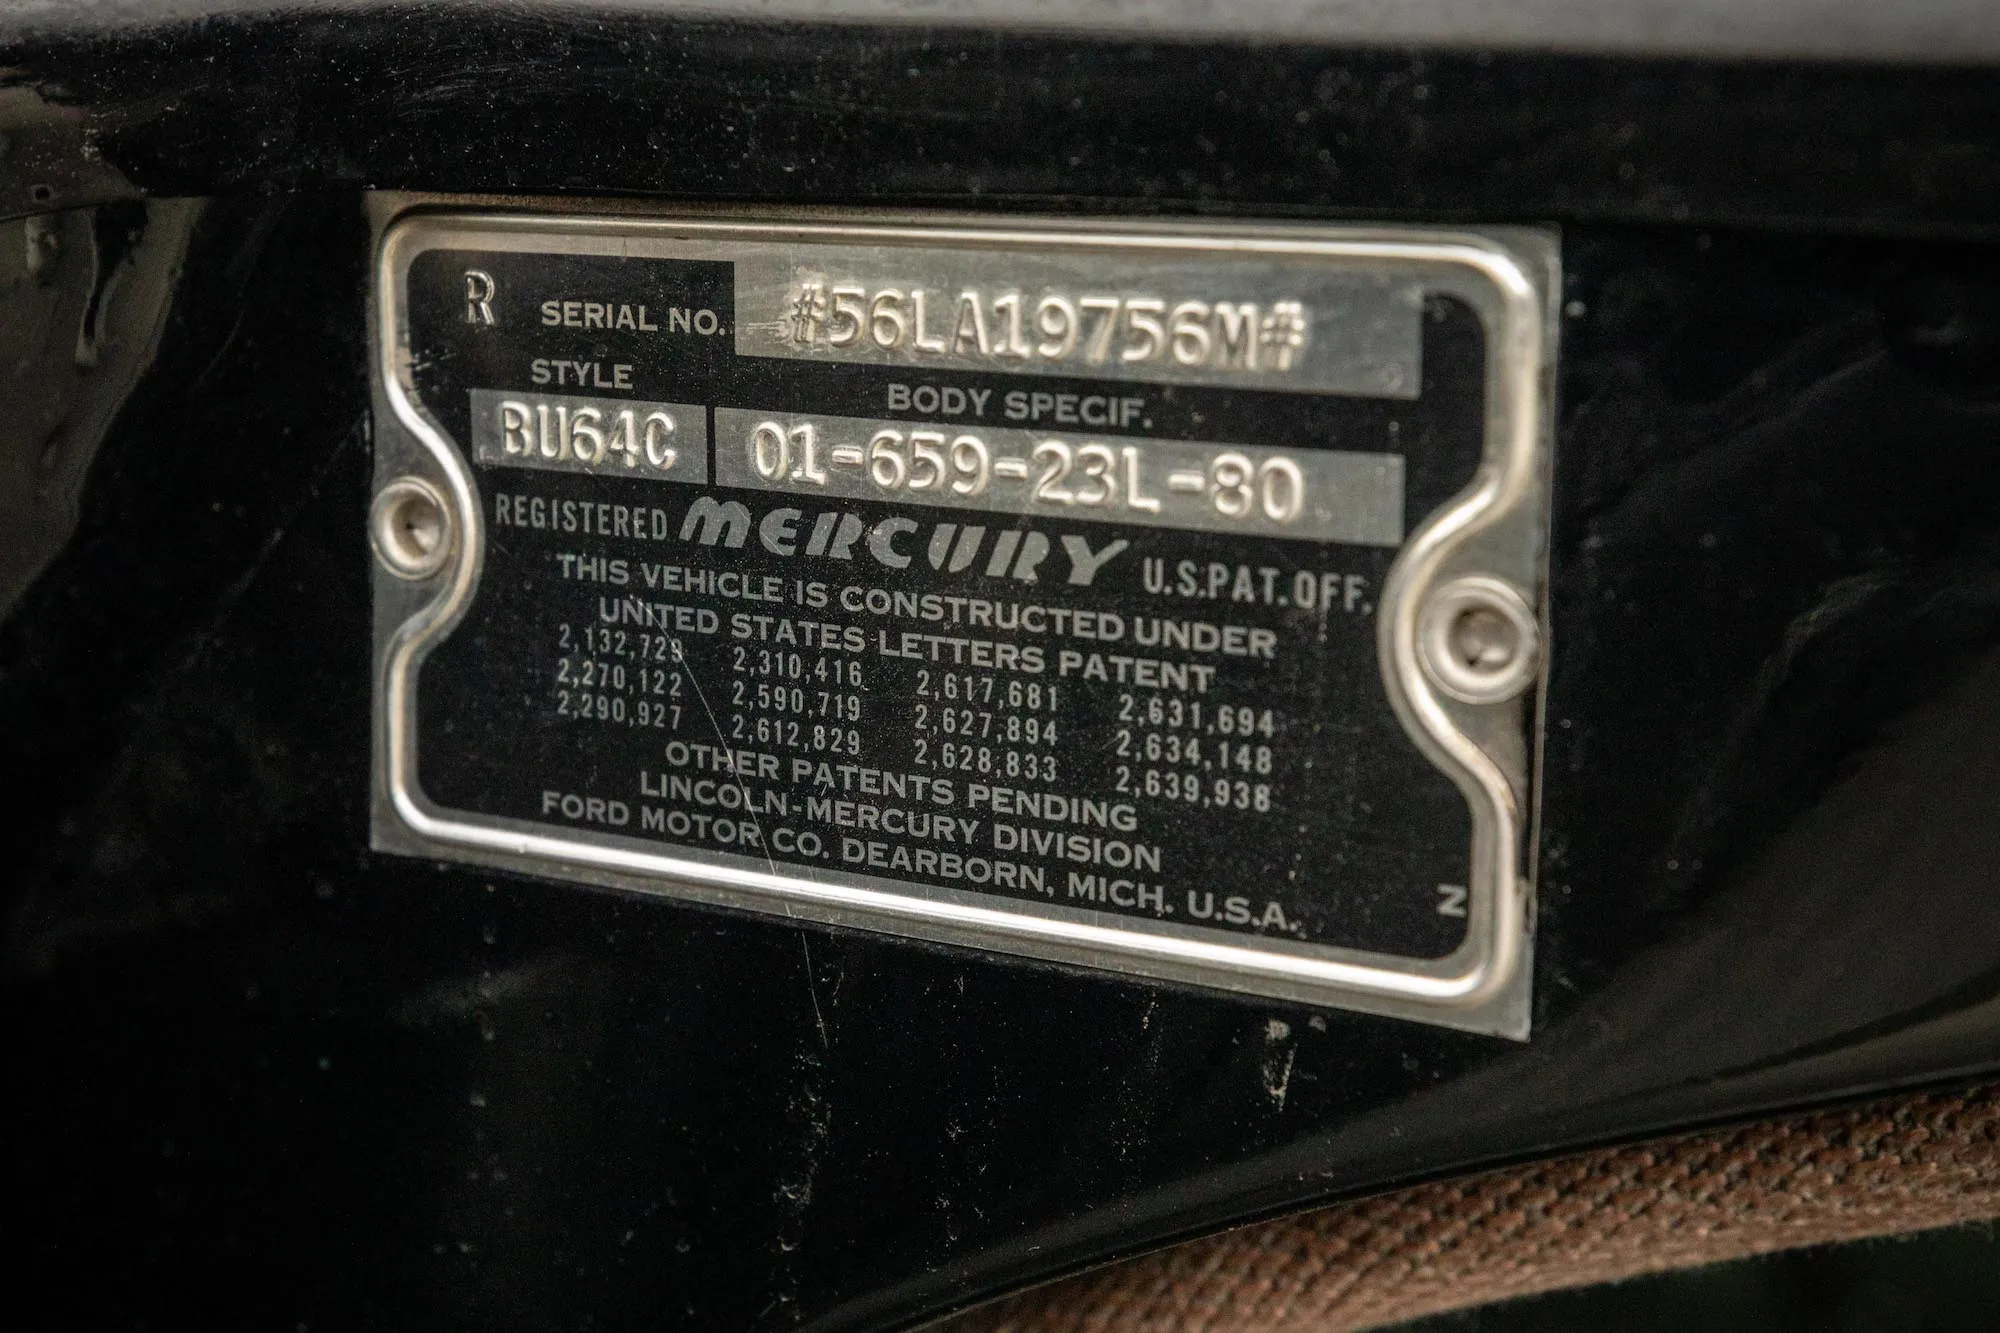 R SERIAL NO. #56LA19756M#
STYLE BODY SPECIF.
BU64C 01-659-23L-80
REGISTERED MERCURY U.S.PAT.OFF.
THIS VEHICLE IS CONSTRUCTED UNDER
UNITED STATES LETTERS PATENT
2,132,729 2,310,416 2,617,681 2,631,694
2,270,122 2,590,719 2,627,894 2,634,148
2,290,927 2,612,829 2,628,833 2,639,938
OTHER PATENTS PENDING
LINCOLN-MERCURY DIVISION
FORD MOTOR CO. DEARBORN, MICH. U.S.A.
N